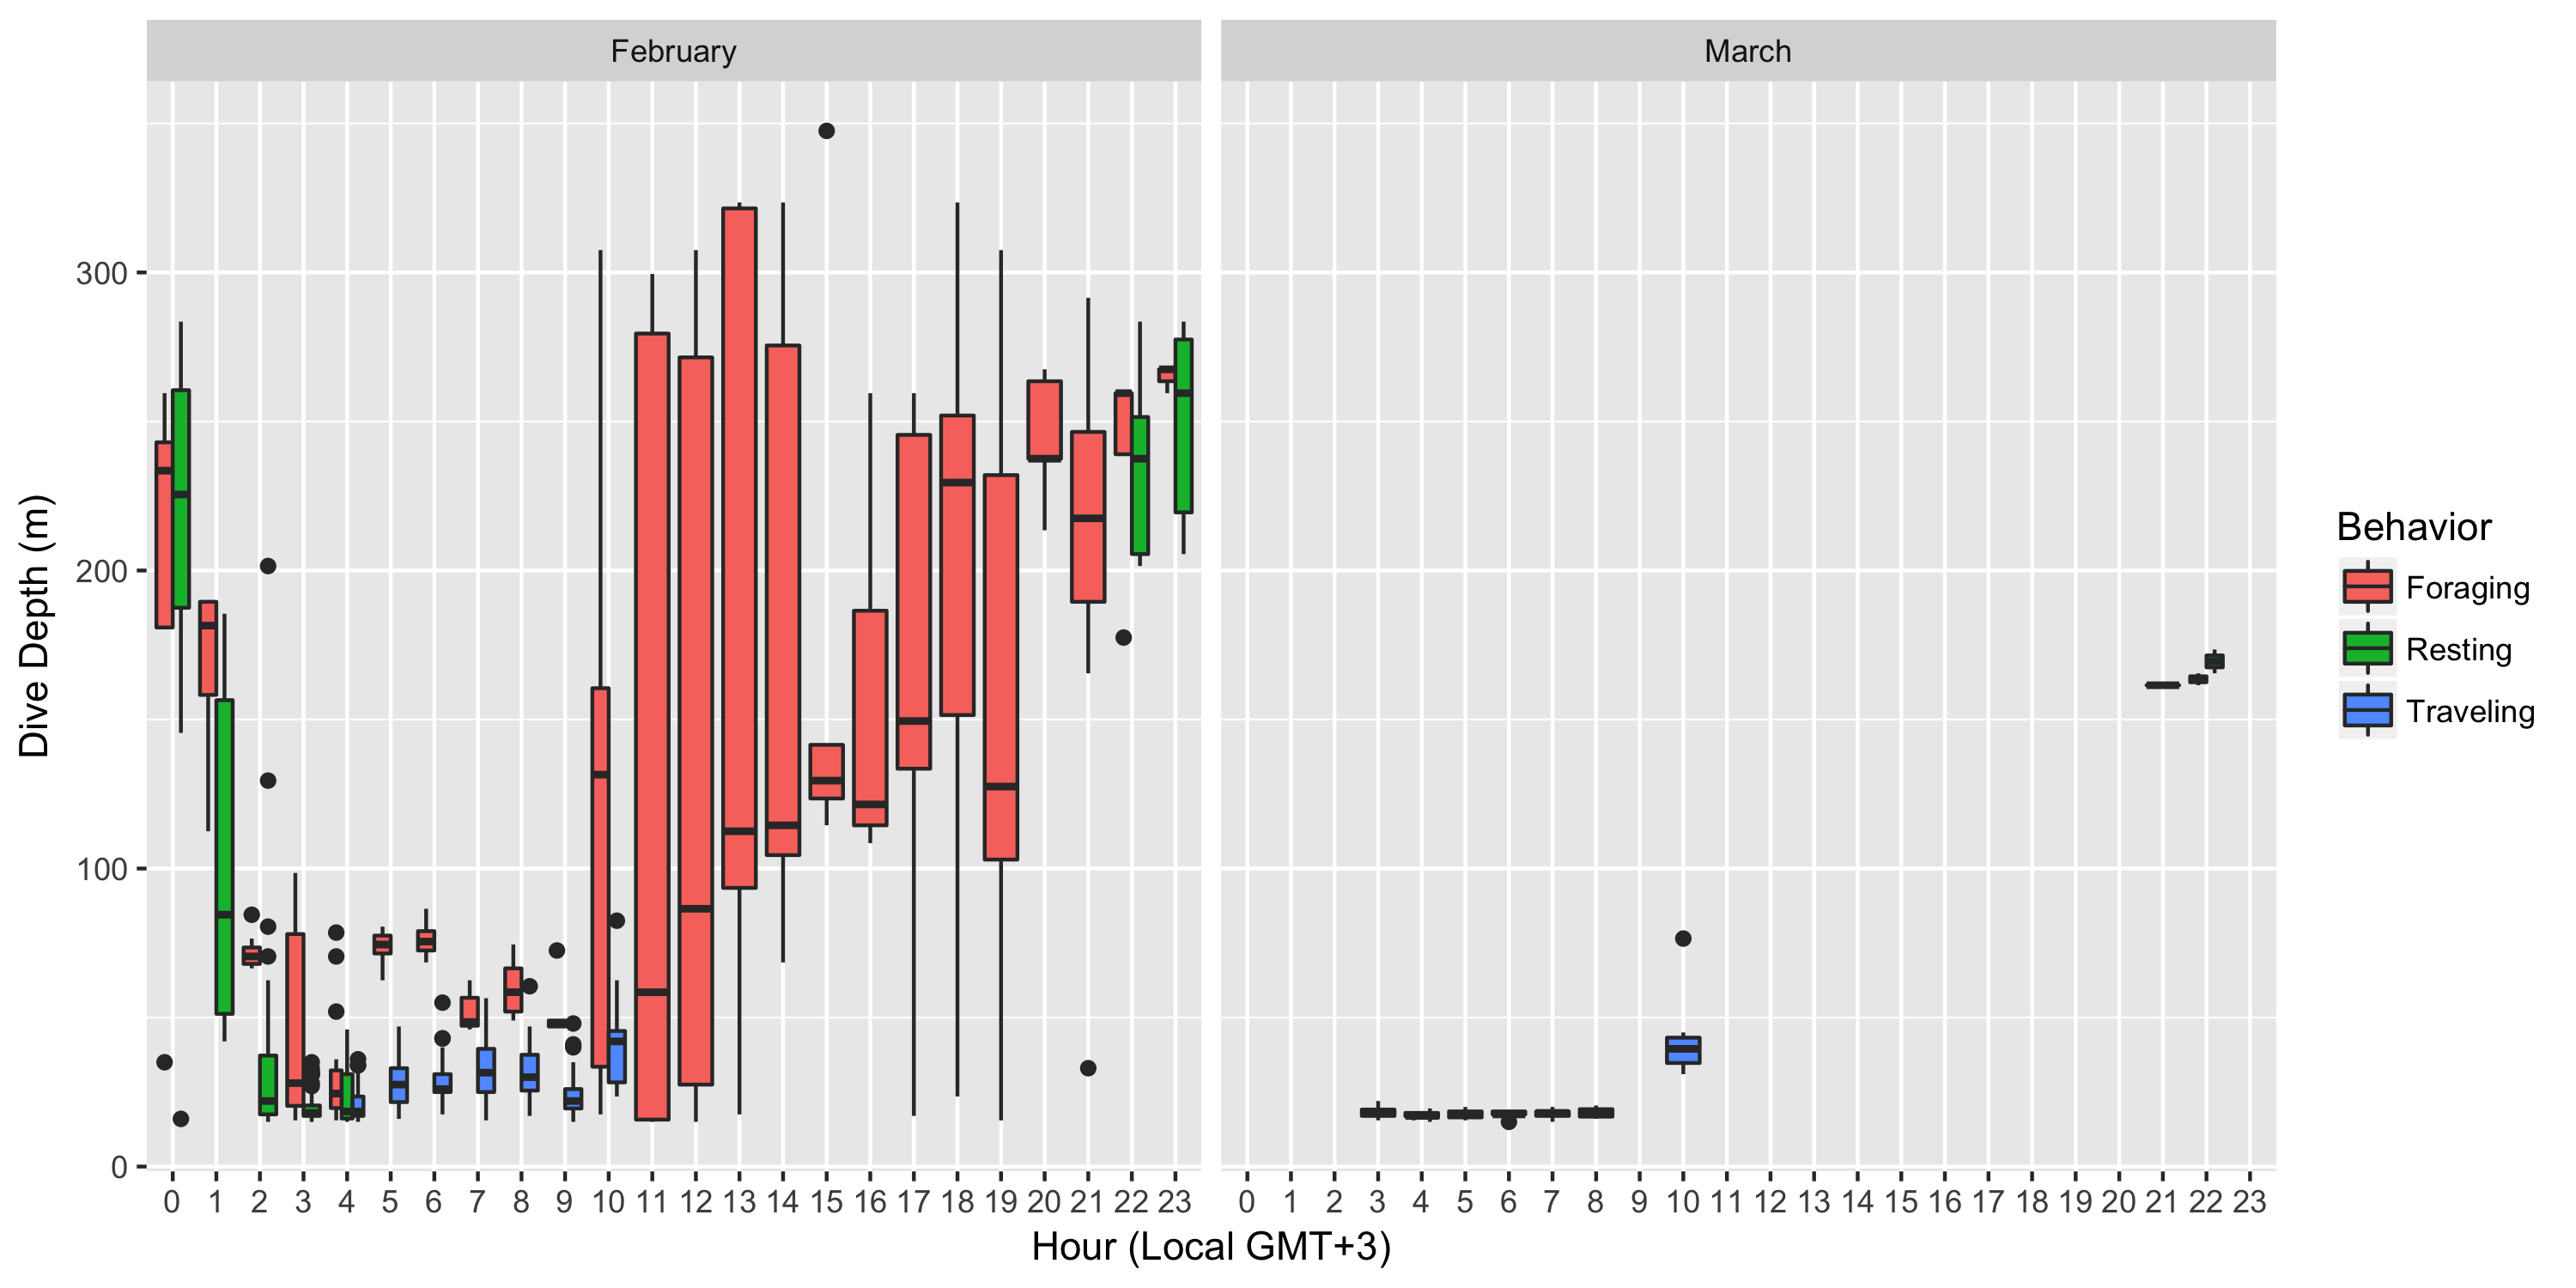 February March
Dive Depth (m)
300
200
100
0
0 1 2 3 4 5 6 7 8 9 10 11 12 13 14 15 16 17 18 19 20 21 22 23
0 1 2 3 4 5 6 7 8 9 10 11 12 13 14 15 16 17 18 19 20 21 22 23
Hour (Local GMT+3)
Behavior
Foraging
Resting
Traveling